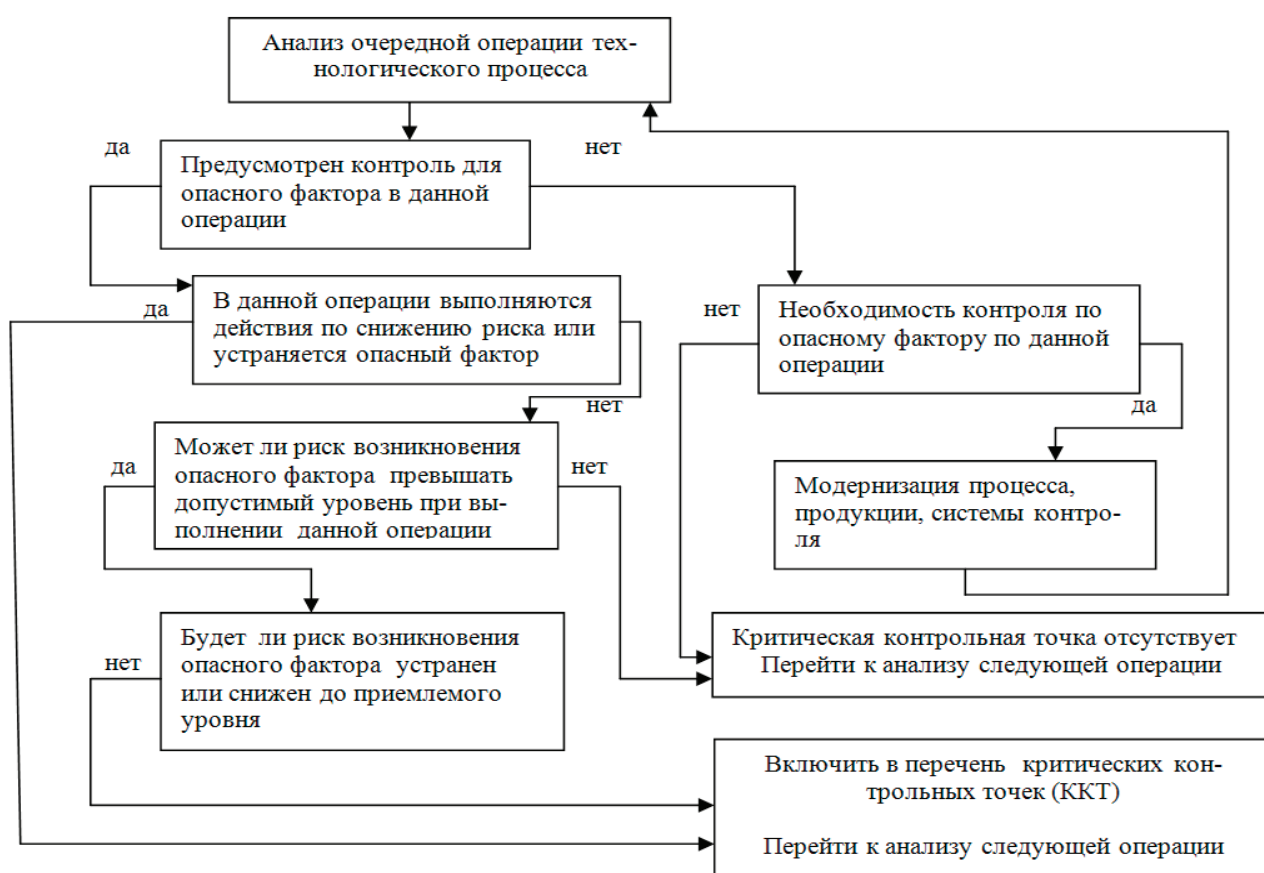 Анализ очередной операции тех-
нологического процесса
да
нет
Предусмотрен контроль для
опасного фактора в данной
операции
да
В данной операции выполняются
действия по снижению риска или
устраняется опасный фактор
нет
нет
Необходимость контроля по
опасному фактору по данной
операции
да
да
Может ли риск возникновения
опасного фактора превышать
допустимый уровень при вы-
полнении данной операции
нет
Модернизация процесса,
продукции, системы контро-
ля
нет
Будет ли риск возникновения
опасного фактора устранен
или снижен до приемлемого
уровня
Критическая контрольная точка отсутствует
Перейти к анализу следующей операции
Включить в перечень критических кон-
трольных точек (ККТ)
Перейти к анализу следующей операции